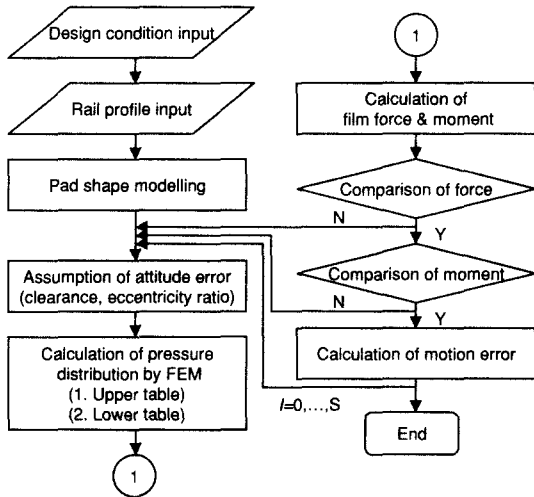 Design condition input
Rail profile input
Pad shape modelling
Assumption of attitude error
(clearance, eccentricity ratio)
Calculation of pressure
distribution by FEM
(1. Upper table)
(2. Lower table)
1
1
Calculation of
film force & moment
Comparison of force
N
Y
Comparison of moment
N
Y
Calculation of motion error
I=0,...,S
End